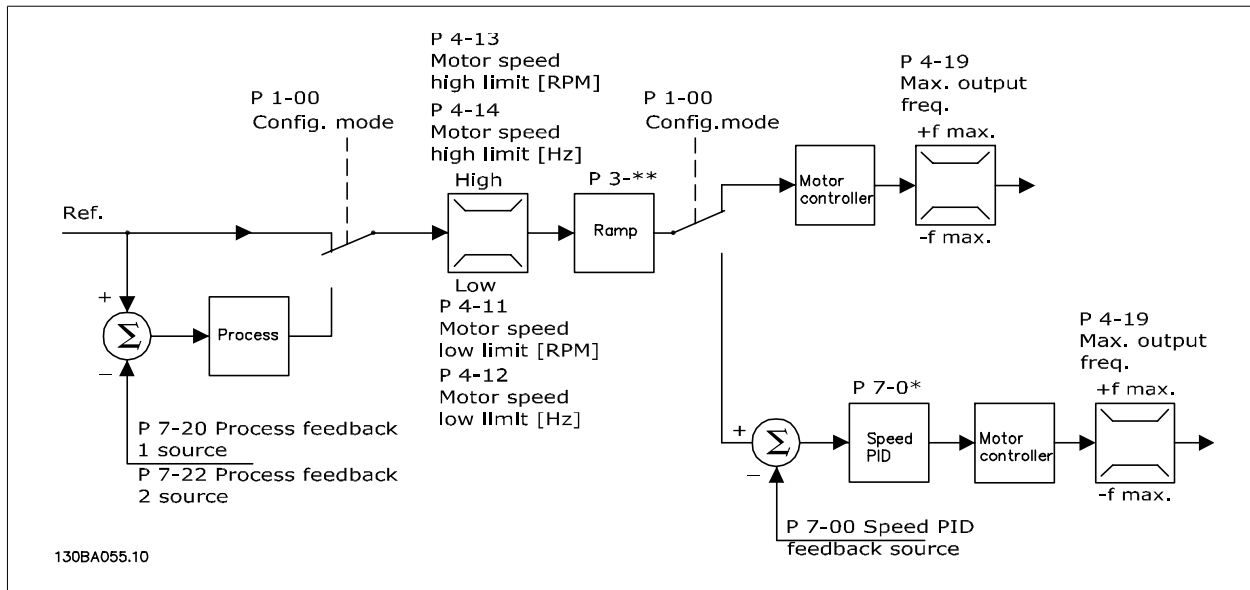 P 4-13
Motor speed
high limit [RPM]
P 4-14
Motor speed
high limit [Hz]
High
P 1-00
Config. mode
P 3-**
P 1-00
Config.mode
P 4-19
Max. output
freq.
+f max.
Motor
controller
-f max.
Ref.
Ramp
Low
+
Σ
−
Process
P 4-11
Motor speed
low limit [RPM]
P 4-12
Motor speed
low limit [Hz]
P 7-20 Process feedback
1 source
P 7-22 Process feedback
2 source
P 4-19
Max. output
freq.
+f max.
P 7-0*
+
Σ
−
Speed
PID
Motor
controller
-f max.
P 7-00 Speed PID
feedback source
130BA055.10